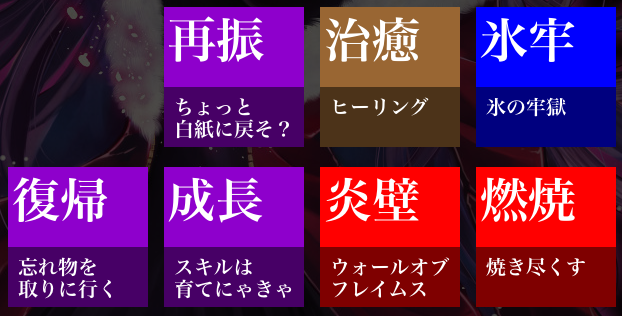 再振
ちょっと
白紙に戻そ？
治癒
ヒーリング
氷牢
氷の牢獄
復帰
忘れ物を
取りに行く
成長
スキルは
育てにゃきゃ
炎壁
ウォールオブ
フレイムス
燃焼
焼き尽くす